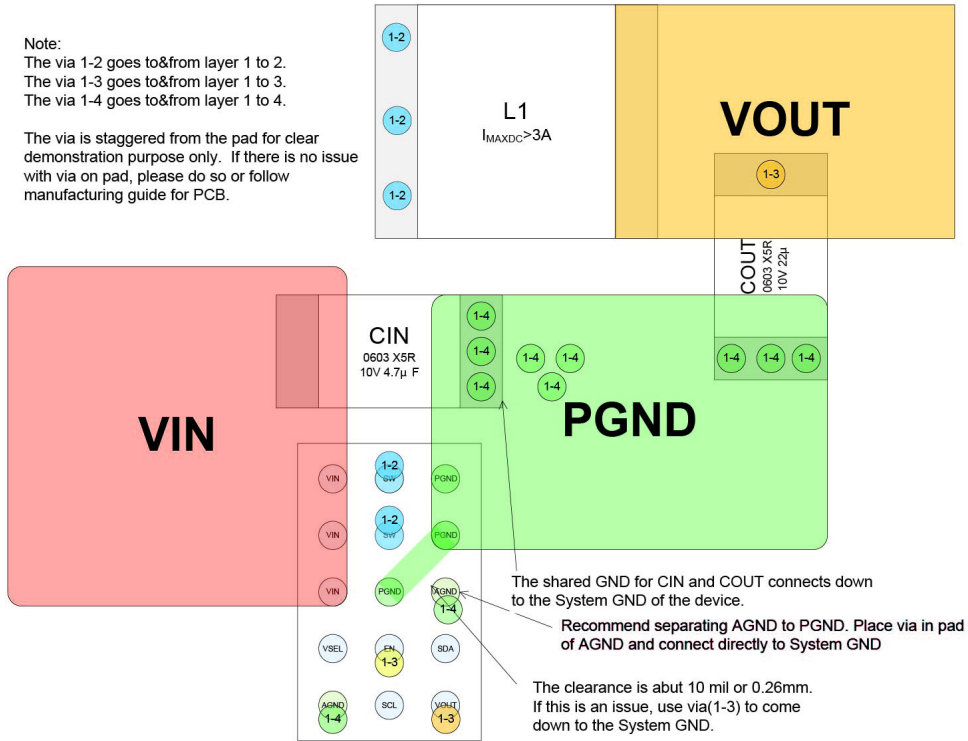 Note:
The via 1-2 goes to&from layer 1 to 2.
The via 1-3 goes to&from layer 1 to 3.
The via 1-4 goes to&from layer 1 to 4.
The via is staggered from the pad for clear
demonstration purpose only. If there is no issue
with via on pad, please do so or follow
manufacturing guide for PCB.
1-2
1-2
1-2
L1
IMAXDC>3A
VOUT
1-3
COUT
0603 X5R
10V 22µ
VIN
CIN
0603 X5R
10V 4.7µ F
1-4
1-4
1-4
1-4 1-4
1-4
1-4 1-4 1-4
PGND
1-2
VIN SW PGND
1-2
VIN SW PGND
VIN PGND AGND
1-4
VSEL EN SDA
1-3
AGND SCL VOUT
1-4 1-3
The shared GND for CIN and COUT connects down
to the System GND of the device.
Recommend separating AGND to PGND. Place via in pad
of AGND and connect directly to System GND
The clearance is abut 10 mil or 0.26mm.
If this is an issue, use via(1-3) to come
down to the System GND.